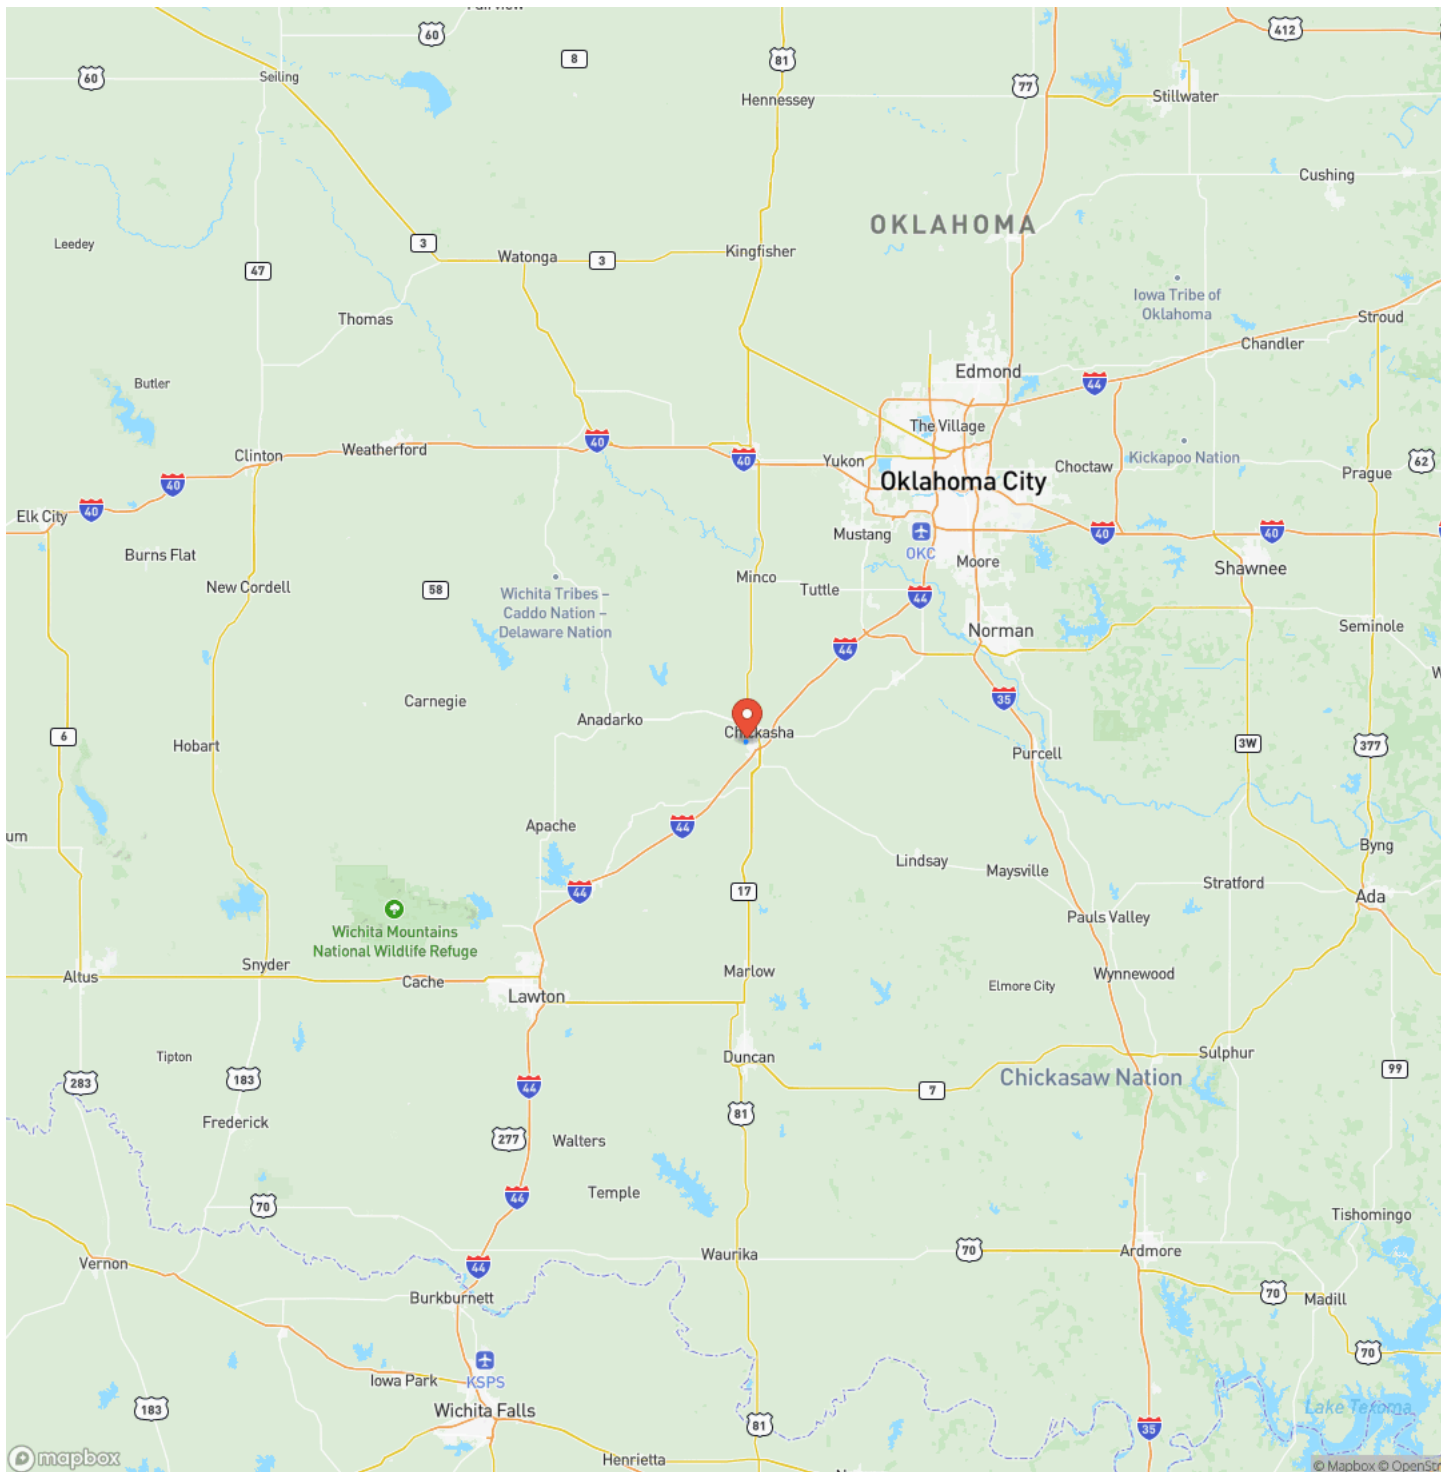 Fairview
60
8
81
412
60
Seiling
77
Hennessey
Stillwater
Cushing
OKLAHOMA
Leedey
3
Watonga
3
Kingfisher
47
Iowa Tribe of
Oklahoma
Thomas
Stroud
Chandler
Edmond
44
Butler
The Village
40
Weatherford
Clinton
40
Yukon
Choctaw
Kickapoo Nation
62
Prague
40
Oklahoma City
40
Elk City
Mustang
OKC
40
40
Burns Flat
Moore
Shawnee
New Cordell
58
Wichita Tribes –
Caddo Nation –
Delaware Nation
Minco
Tuttle
44
Norman
Seminole
44
Carnegie
35
Anadarko
Chickasha
6
Hobart
3W
377
Purcell
um
Apache
44
Byng
Lindsay
Maysville
44
17
Stratford
Ada
Wichita Mountains
National Wildlife Refuge
Pauls Valley
Altus
Snyder
Cache
Marlow
Wynnewood
Elmore City
Lawton
Tipton
Duncan
Sulphur
283
183
44
Chickasaw Nation
7
99
Frederick
81
277
Walters
70
44
Temple
Tishomingo
Vernon
44
Waurika
70
Ardmore
Burkburnett
70
Madill
70
KSPS
Iowa Park
183
Wichita Falls
81
35
Lake Texoma
mapbox
Henrietta
© Mapbox © OpenStr